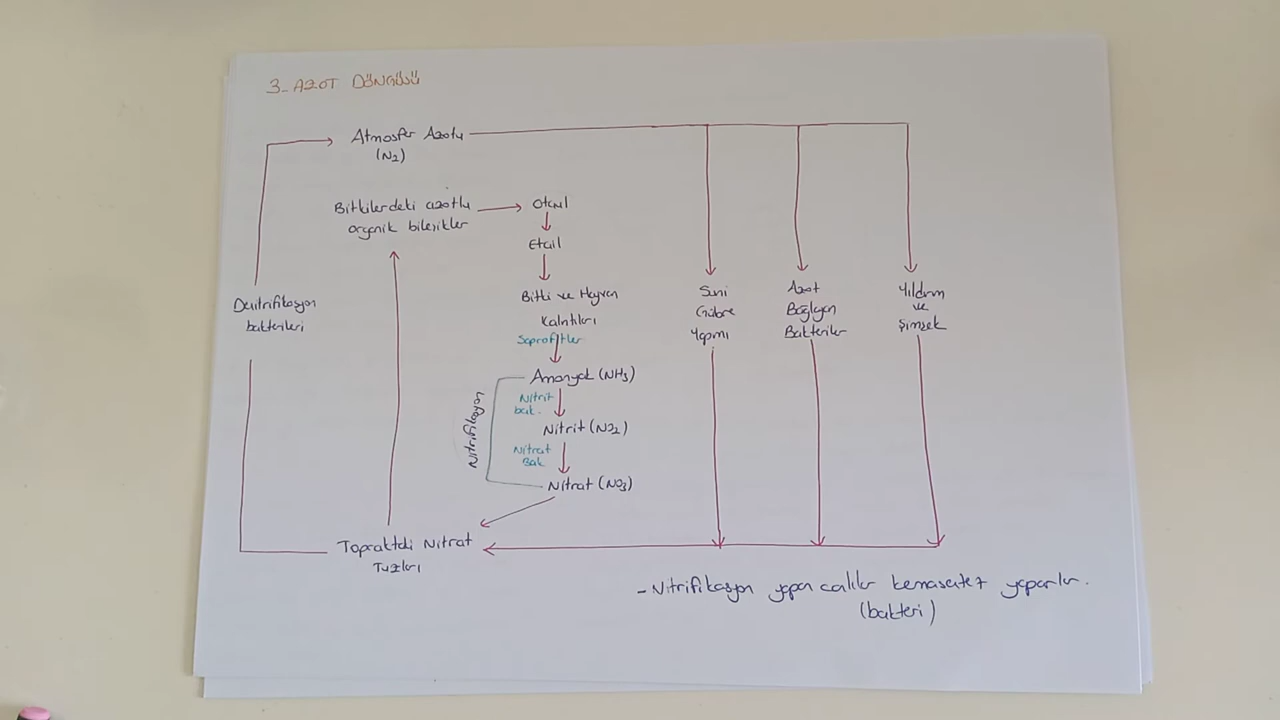 3_ AZOT DÖNGÜSÜ
Atmosfer Azotu
(N2)
Bitkilerdeki azotlu
organik bileşikler
Otçul
Etçil
Bitki ve Hayvan
Kalıntıları
Saprofitler
Amonyak (NH3)
Nitrit
bak.
Nitrit (NO2)
Nitrat
Bak
Nitrat (NO3)
Nitrifikasyon
Denitrifikasyon
bakterileri
Suni
Gübre
Yapımı
Azot
Bağlayan
Bakteriler
Yıldırım
ve
Şimşek
Topraktaki Nitrat
Tuzları
- Nitrifikasyon yapan canlılar kemosentez yaparlar.
(bakteri)